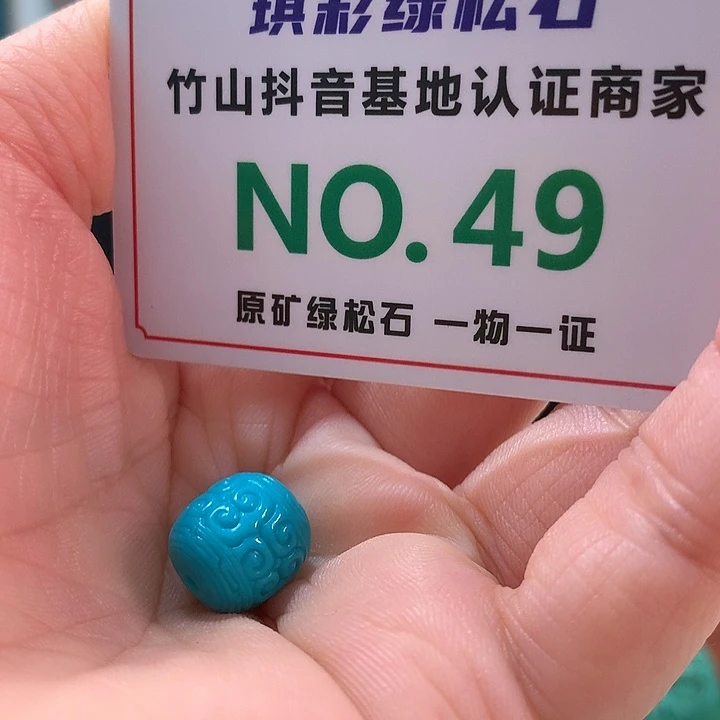 琪彩绿松石
竹山抖音基地认证商家
NO.49
原矿绿松石 一物一证